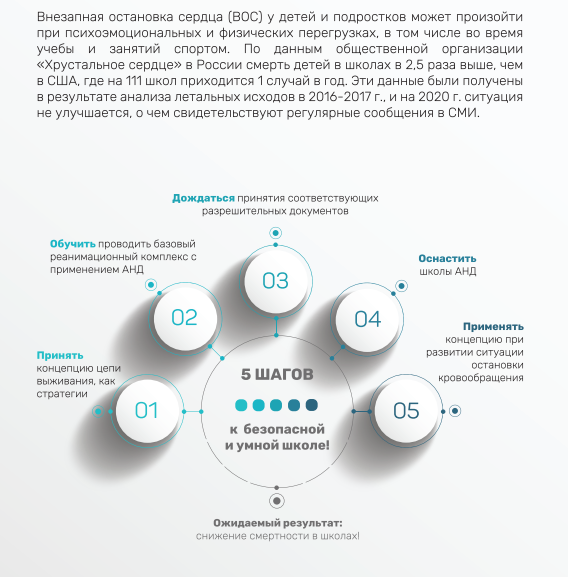 Внезапная остановка сердца (ВОС) у детей и подростков может произойти
при психоэмоциональных и физических перегрузках, в том числе во время
учебы и занятий спортом. По данным общественной организации
«Хрустальное сердце» в России смерть детей в школах в 2,5 раза выше, чем
в США, где на 111 школ приходится 1 случай в год. Эти данные были получены
в результате анализа летальных исходов в 2016-2017 г., и на 2020 г. ситуация
не улучшается, о чем свидетельствуют регулярные сообщения в СМИ.
Принять
концепцию цепи
выживания, как
стратегии
01
Обучить проводить базовый
реанимационный комплекс с
применением АНД
02
Дождаться принятия соответствующих
разрешительных документов
03
Оснастить
школы АНД
04
Применять
концепцию при
развитии ситуации
остановки
кровообращения
05
5 ШАГОВ
к безопасной
и умной школе!
Ожидаемый результат:
снижение смертности в школах!